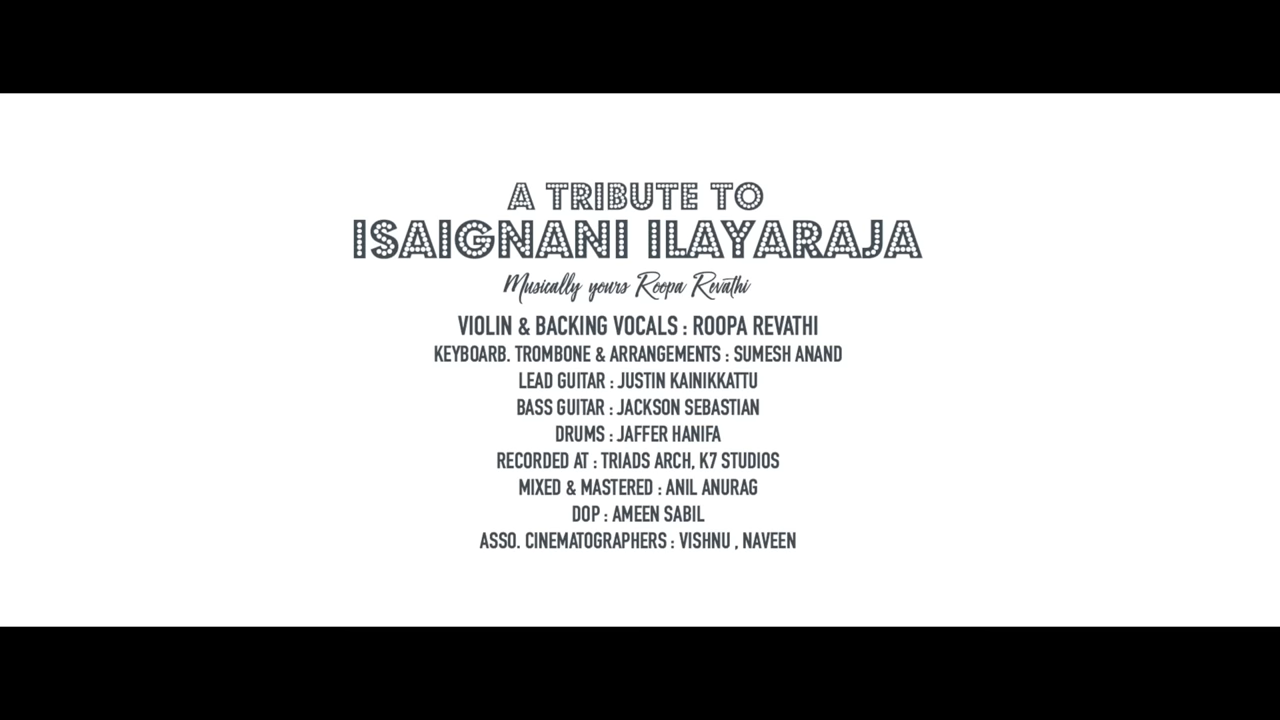 A TRIBUTE TO
ISAIGNANI ILAYARAJA
Musically yours Roopa Revathi
VIOLIN & BACKING VOCALS : ROOPA REVATHI
KEYBOARB. TROMBONE & ARRANGEMENTS : SUMESH ANAND
LEAD GUITAR : JUSTIN KAINIKKATTU
BASS GUITAR : JACKSON SEBASTIAN
DRUMS : JAFFER HANIFA
RECORDED AT : TRIADS ARCH, K7 STUDIOS
MIXED & MASTERED : ANIL ANURAG
DOP : AMEEN SABIL
ASSO. CINEMATOGRAPHERS : VISHNU , NAVEEN